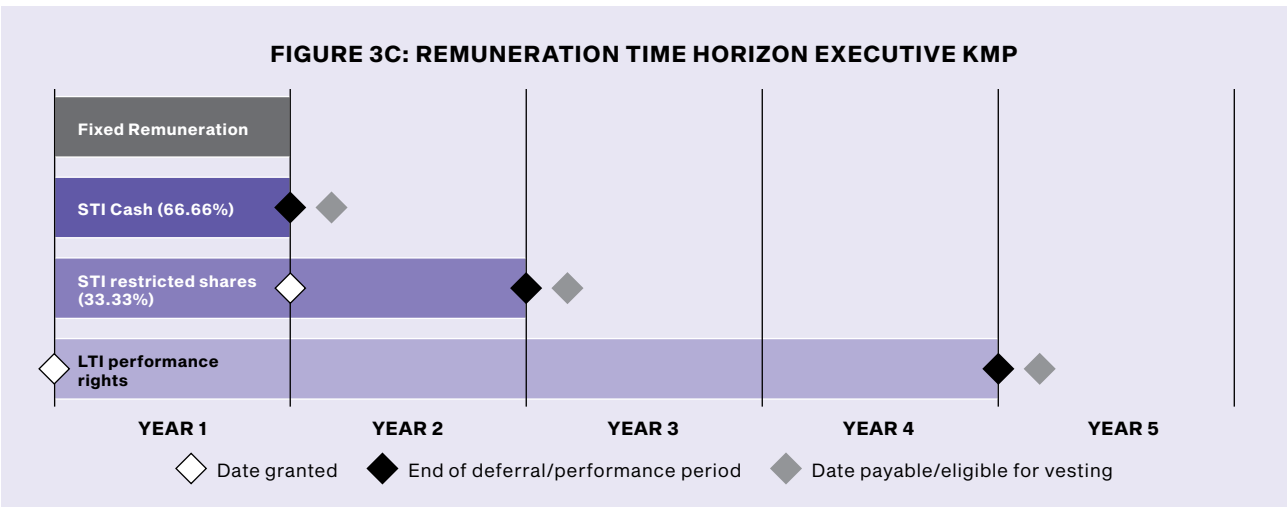 FIGURE 3C: REMUNERATION TIME HORIZON EXECUTIVE KMP
Fixed Remuneration
STI Cash (66.66%)
STI restricted shares
(33.33%)
LTI performance
rights
YEAR 1 YEAR 2 YEAR 3 YEAR 4 YEAR 5
Date granted End of deferral/performance period Date payable/eligible for vesting